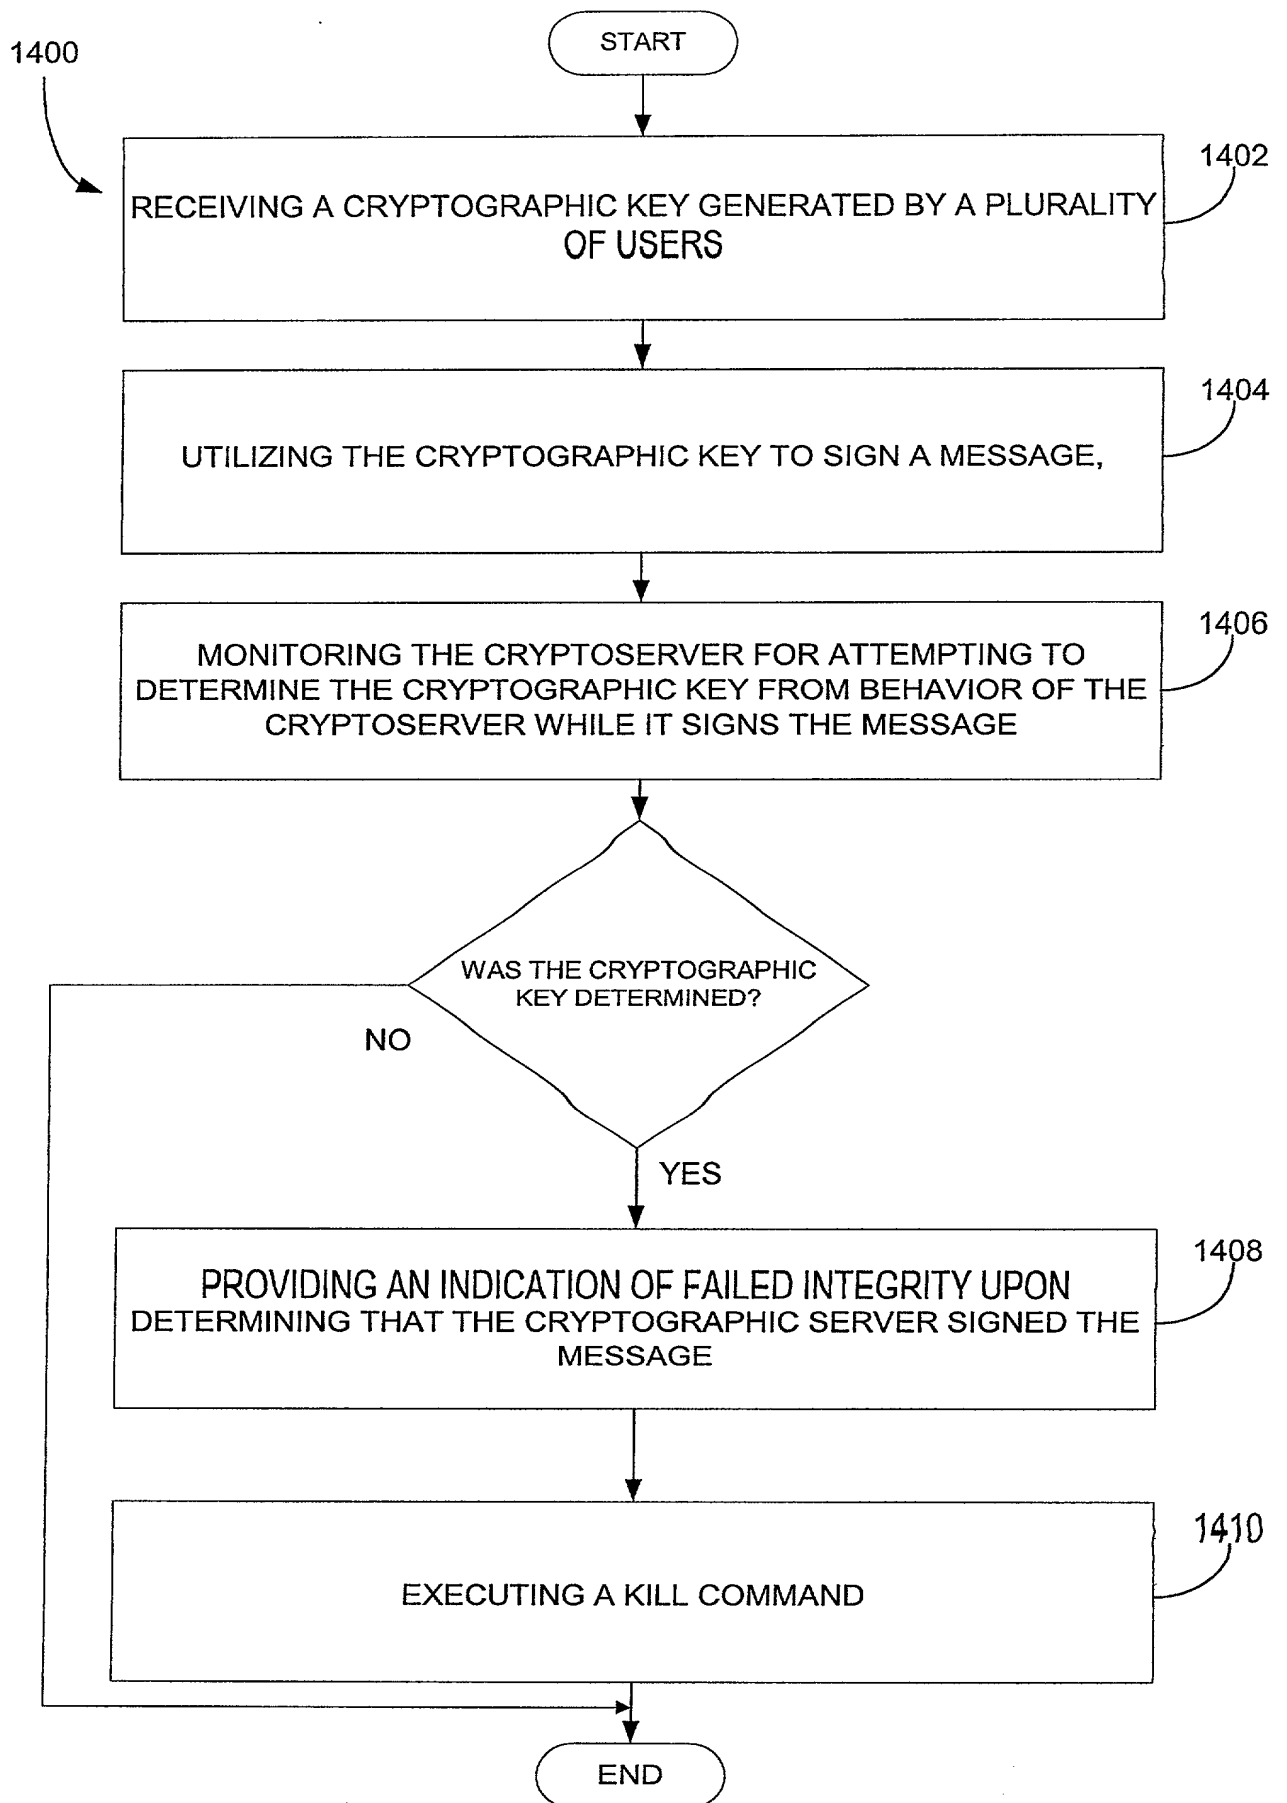 START
1400
1402
RECEIVING A CRYPTOGRAPHIC KEY GENERATED BY A PLURALITY
OF USERS
1404
UTILIZING THE CRYPTOGRAPHIC KEY TO SIGN A MESSAGE,
1406
MONITORING THE CRYPTOSERVER FOR ATTEMPTING TO
DETERMINE THE CRYPTOGRAPHIC KEY FROM BEHAVIOR OF THE
CRYPTOSERVER WHILE IT SIGNS THE MESSAGE
WAS THE CRYPTOGRAPHIC
KEY DETERMINED?
NO
YES
1408
PROVIDING AN INDICATION OF FAILED INTEGRITY UPON
DETERMINING THAT THE CRYPTOGRAPHIC SERVER SIGNED THE
MESSAGE
1410
EXECUTING A KILL COMMAND
END